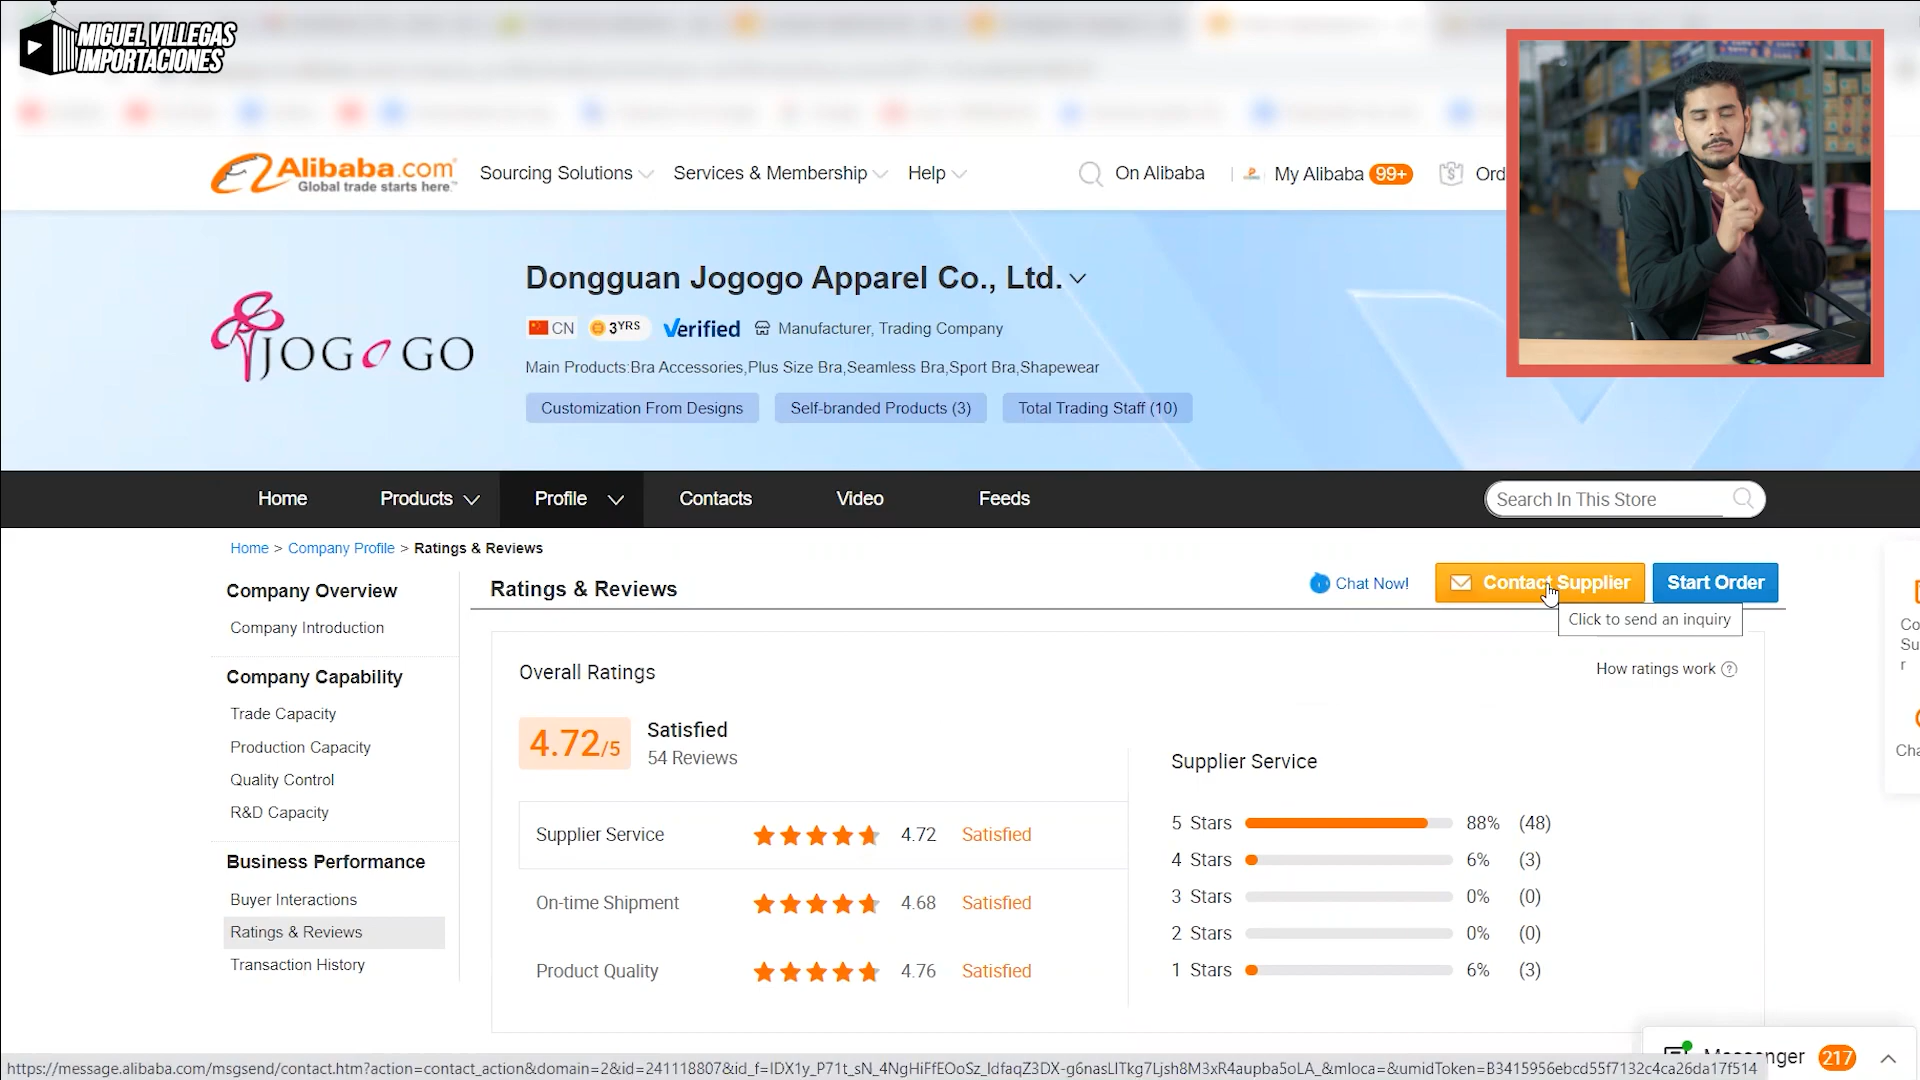 MIGUEL VILLEGAS
IMPORTACIONES
Alibaba.com
Global trade starts here.™
Sourcing Solutions
Services & Membership
Help
On Alibaba
My Alibaba 99+
Ord
Dongguan Jogogo Apparel Co., Ltd.
JOGOGO
CN
3YRS
Verified
Manufacturer, Trading Company
Main Products:Bra Accessories,Plus Size Bra,Seamless Bra,Sport Bra,Shapewear
Customization From Designs
Self-branded Products (3)
Total Trading Staff (10)
Home
Products
Profile
Contacts
Video
Feeds
Search In This Store
Home > Company Profile > Ratings & Reviews
Company Overview
Company Introduction
Company Capability
Trade Capacity
Production Capacity
Quality Control
R&D Capacity
Business Performance
Buyer Interactions
Ratings & Reviews
Transaction History
Ratings & Reviews
Chat Now!
Contact Supplier
Start Order
Click to send an inquiry
Overall Ratings
How ratings work
4.72/5
Satisfied
54 Reviews
Supplier Service 4.72 Satisfied
On-time Shipment 4.68 Satisfied
Product Quality 4.76 Satisfied
Supplier Service
5 Stars 88% (48)
4 Stars 6% (3)
3 Stars 0% (0)
2 Stars 0% (0)
1 Stars 6% (3)
Co
Su
r
Cha
Messenger 217
https://message.alibaba.com/msgsend/contact.htm?action=contact_action&domain=2&id=241118807&id_f=IDX1y_P71t_sN_4NgHiFfEOoSz_ldfaqZ3DX-g6nasLITkg7Ljsh8M3xR4aupba5oLA_&mloca=&umidToken=B3415956ebcd55f7132c4ca26da17f514